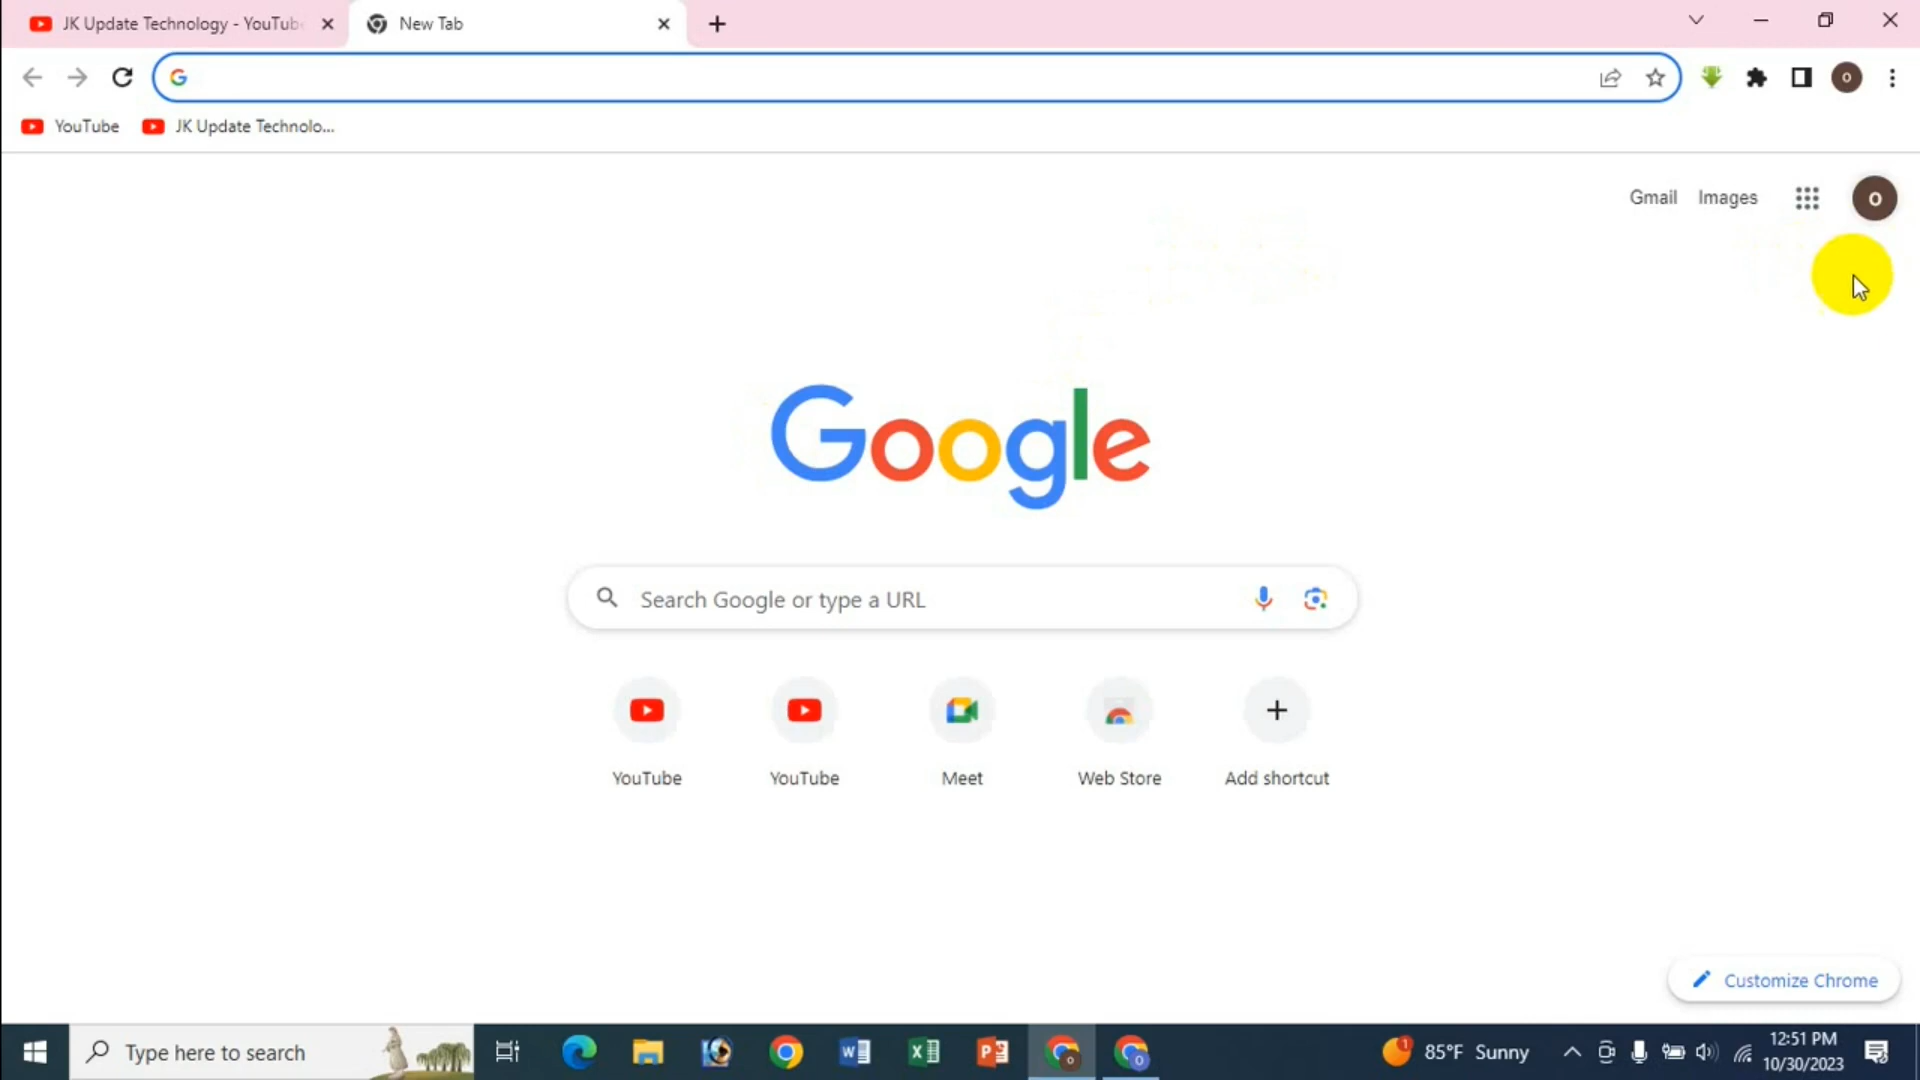 JK Update Technology - YouTub
New Tab
YouTube
JK Update Technolo...
Gmail
Images
o
o
Google
Search Google or type a URL
YouTube
YouTube
Meet
Web Store
Add shortcut
Customize Chrome
Type here to search
85°F Sunny
12:51 PM
10/30/2023